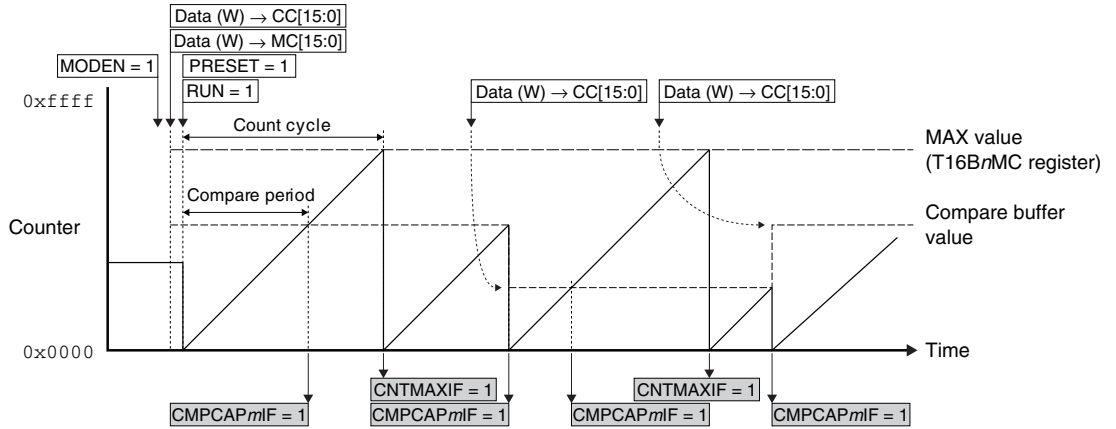 Data (W) → CC[15:0]
Data (W) → MC[15:0]
MODEN = 1
PRESET = 1
RUN = 1
Data (W) → CC[15:0]
Data (W) → CC[15:0]
0xffff
Count cycle
MAX value
(T16BnMC register)
Compare period
Compare buffer
value
Counter
0x0000
Time
CNTMAXIF = 1
CNTMAXIF = 1
CMPCAPmIF = 1
CMPCAPmIF = 1
CMPCAPmIF = 1
CMPCAPmIF = 1